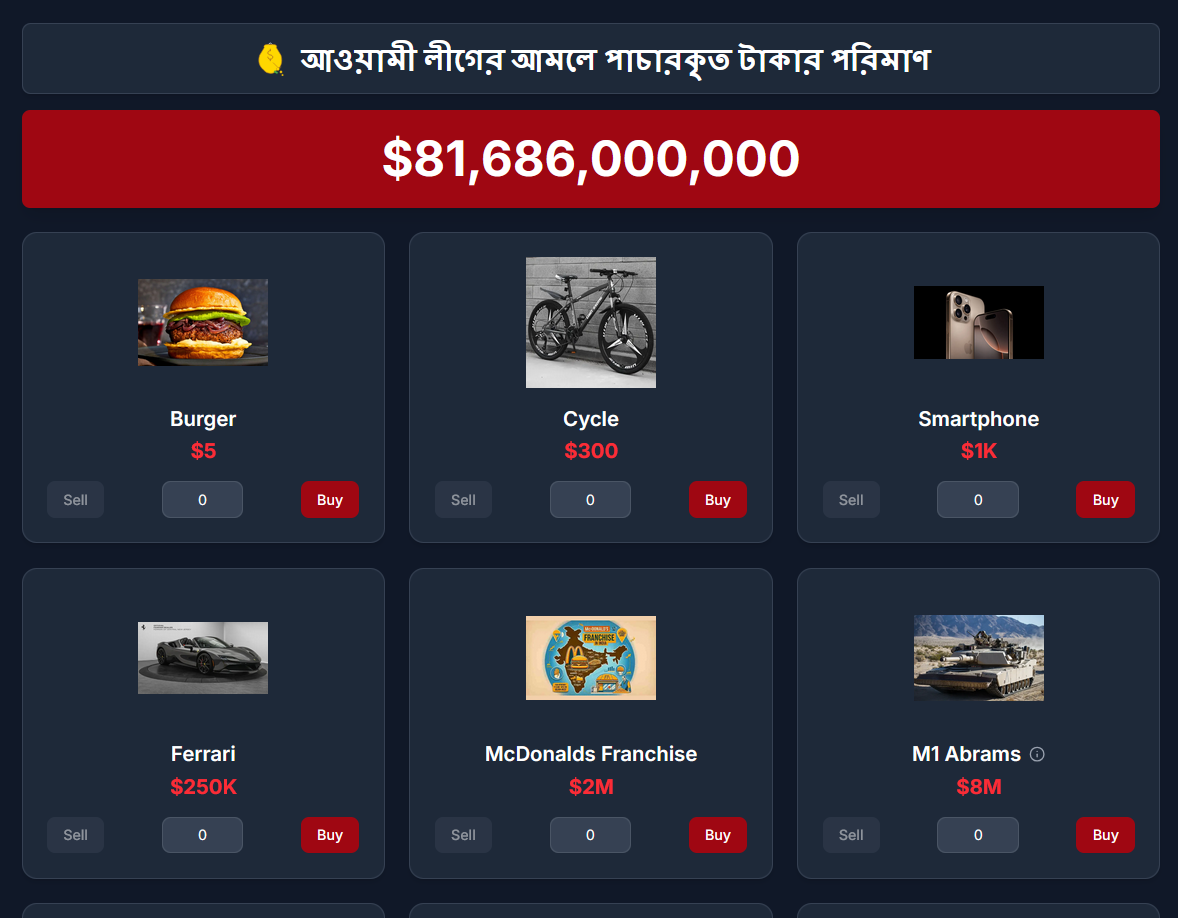 আওয়ামী লীগের আমলে পাচারকৃত টাকার পরিমাণ
$81,686,000,000
Burger
$5
Sell 0 Buy
Cycle
$300
Sell 0 Buy
Smartphone
$1K
Sell 0 Buy
Ferrari
$250K
Sell 0 Buy
FRANCHISE
McDonalds Franchise
$2M
Sell 0 Buy
M1 Abrams
$8M
Sell 0 Buy